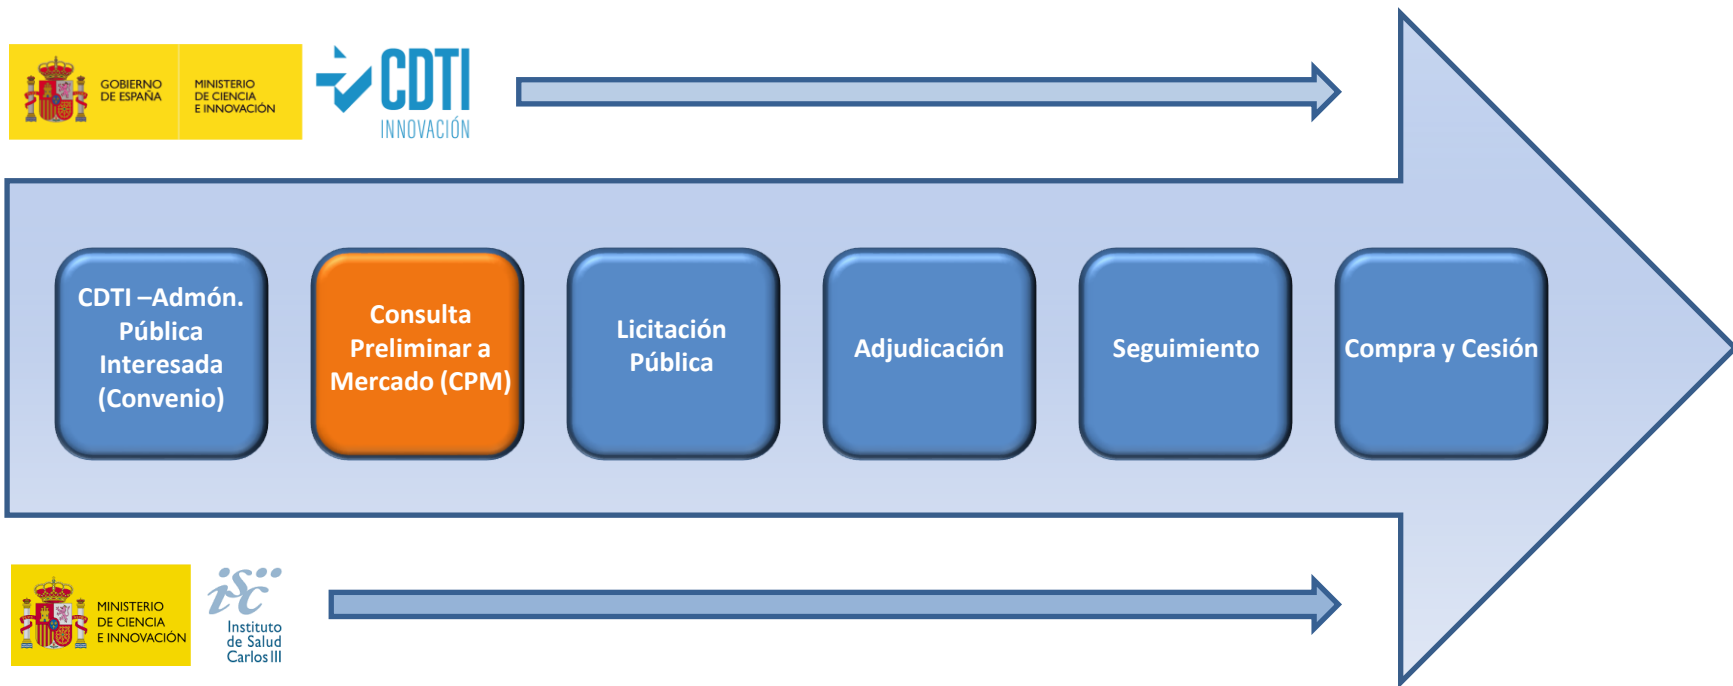 GOBIERNO
DE ESPAÑA
MINISTERIO
DE CIENCIA
E INNOVACIÓN
CDTI
INNOVACIÓN
CDTI –Admón.
Pública
Interesada
(Convenio)
Consulta
Preliminar a
Mercado (CPM)
Licitación
Pública
Adjudicación
Seguimiento
Compra y Cesión
MINISTERIO
DE CIENCIA
E INNOVACIÓN
isciii
Instituto
de Salud
Carlos III